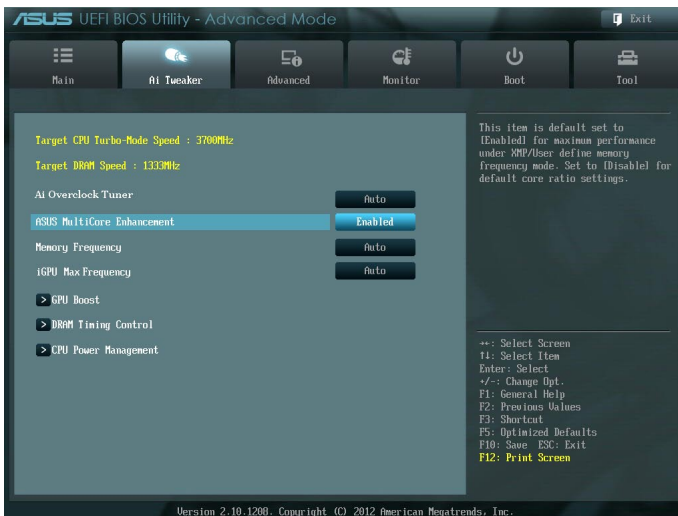 ASUS UEFI BIOS Utility - Advanced Mode
Exit
Main
Ai Tweaker
Advanced
Monitor
Boot
Tool
Target CPU Turbo-Mode Speed : 3700MHz
Target DRAM Speed : 1333MHz
Ai Overclock Tuner Auto
ASUS MultiCore Enhancement Enabled
Memory Frequency Auto
iGPU Max Frequency Auto
> GPU Boost
> DRAM Timing Control
> CPU Power Management
This item is default set to
[Enabled] for maximum performance
under XMP/User define memory
frequency mode. Set to [Disable] for
default core ratio settings.
→←: Select Screen
↑↓: Select Item
Enter: Select
+/-: Change Opt.
F1: General Help
F2: Previous Values
F3: Shortcut
F5: Optimized Defaults
F10: Save ESC: Exit
F12: Print Screen
Version 2.10.1208. Copyright (C) 2012 American Megatrends, Inc.